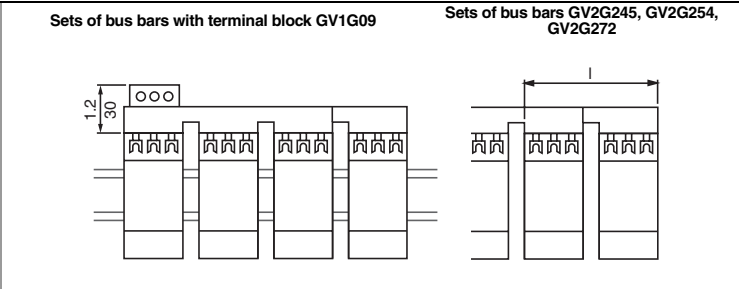 Sets of bus bars with terminal block GV1G09
Sets of bus bars GV2G245, GV2G254,
GV2G272
1.2
30
l